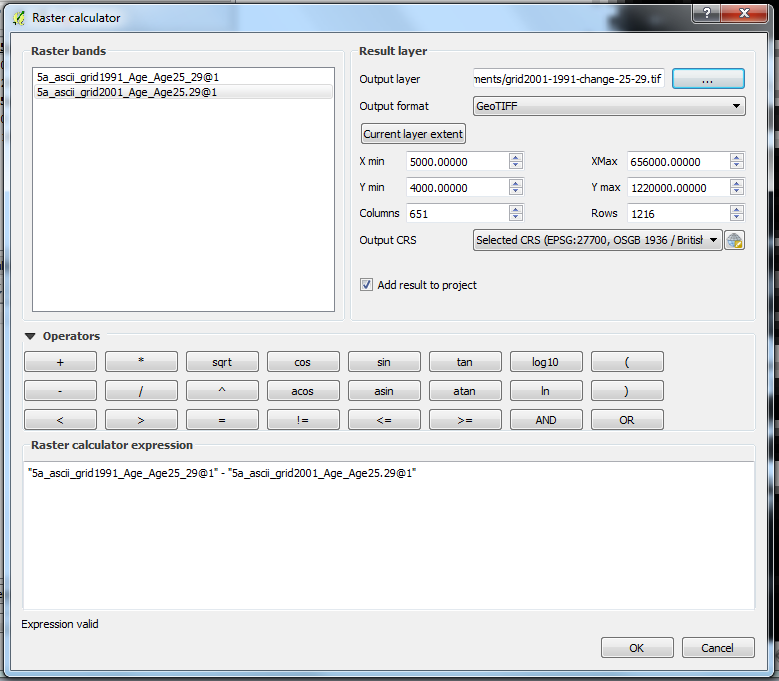 Raster calculator
? X
Raster bands
5a_ascii_grid1991_Age_Age25_29@1
5a_ascii_grid2001_Age_Age25.29@1
Result layer
Output layer ments/grid2001-1991-change-25-29.tif ...
Output format GeoTIFF
Current layer extent
X min 5000.00000 XMax 656000.00000
Y min 4000.00000 Y max 1220000.00000
Columns 651 Rows 1216
Output CRS Selected CRS (EPSG:27700, OSGB 1936 / British
Add result to project
Operators
+ * sqrt cos sin tan log10 (
- / ^ acos asin atan ln )
< > = != <= >= AND OR
Raster calculator expression
"5a_ascii_grid1991_Age_Age25_29@1" - "5a_ascii_grid2001_Age_Age25.29@1"
Expression valid
OK Cancel